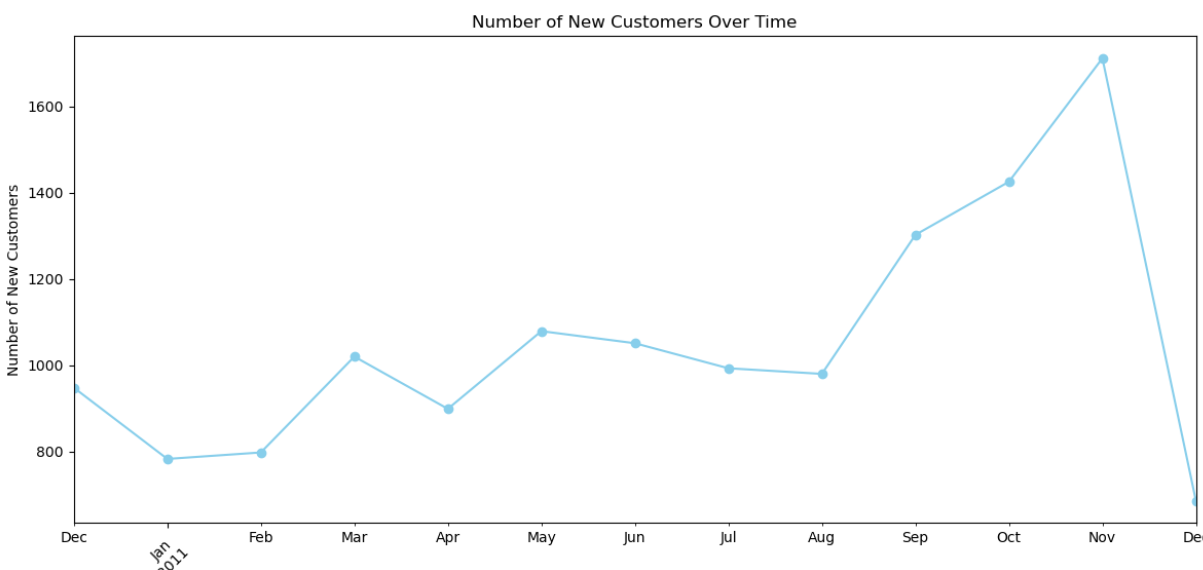 Number of New Customers Over Time
Number of New Customers
1600
1400
1200
1000
800
Dec Jan Feb Mar Apr May Jun Jul Aug Sep Oct Nov De
2011